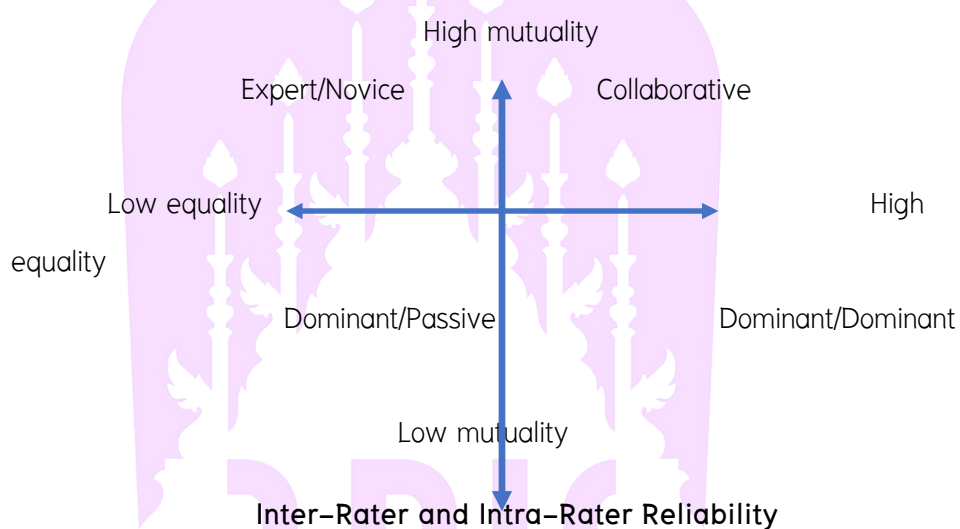 High mutuality
Expert/Novice Collaborative
Low equality High
equality
Dominant/Passive Dominant/Dominant
Low mutuality
Inter-Rater and Intra-Rater Reliability